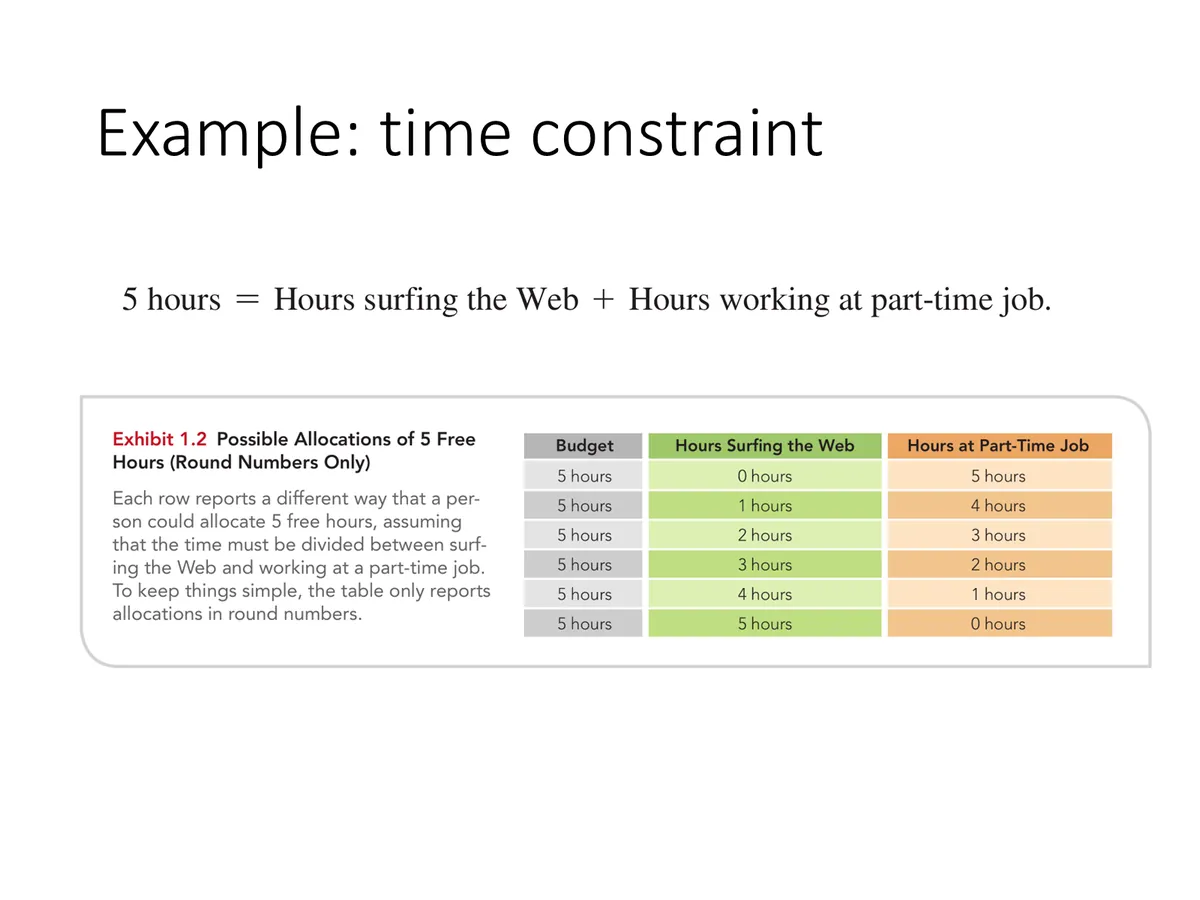 Example: time constraint
5 hours = Hours surfing the Web + Hours working at part-time job.
Exhibit 1.2 Possible Allocations of 5 Free
Hours (Round Numbers Only)
Each row reports a different way that a per-
son could allocate 5 free hours, assuming
that the time must be divided between surf-
ing the Web and working at a part-time job.
To keep things simple, the table only reports
allocations in round numbers.
Budget Hours Surfing the Web Hours at Part-Time Job
5 hours 0 hours 5 hours
5 hours 1 hours 4 hours
5 hours 2 hours 3 hours
5 hours 3 hours 2 hours
5 hours 4 hours 1 hours
5 hours 5 hours 0 hours